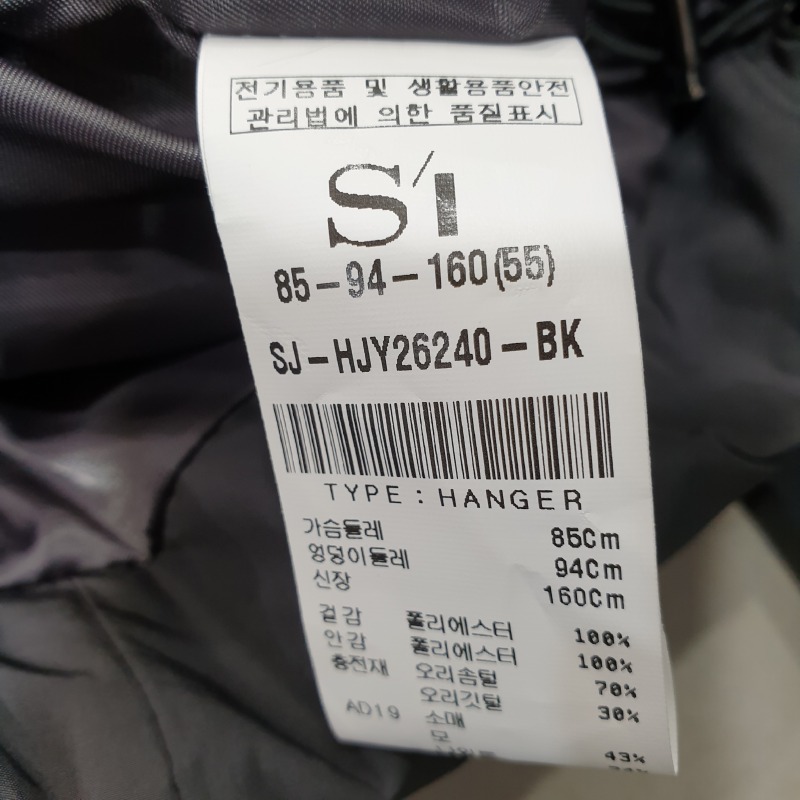 전기용품 및 생활용품안전
관리법에 의한 품질표시
S'I
85-94-160(55)
SJ-HJY26240-BK
TYPE : HANGER
가슴둘레 85Cm
엉덩이둘레 94Cm
신장 160Cm
겉감 폴리에스터 100%
안감 폴리에스터 100%
충전재 오리솜털 70%
오리깃털 30%
AD19 소매
모 43%